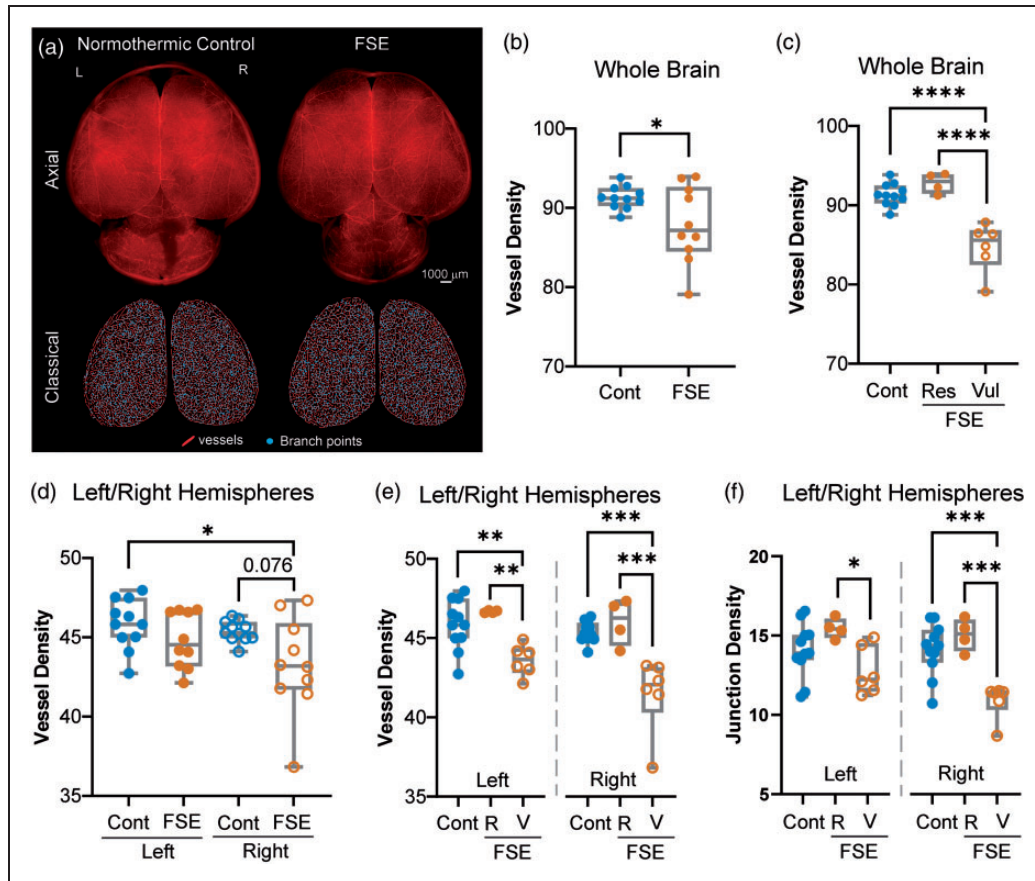 (a)
Normothermic Control
FSE
L
R
Axial
1000 μm
Classical
vessels
Branch points
(b)
Whole Brain
*
Vessel Density
100
90
80
70
Cont
FSE
(c)
Whole Brain
****
****
Vessel Density
100
90
80
70
Cont
Res
Vul
FSE
(d)
Left/Right Hemispheres
*
0.076
Vessel Density
50
45
40
35
Cont
FSE
Cont
FSE
Left
Right
(e)
Left/Right Hemispheres
**
**
***
***
Vessel Density
50
45
40
35
Left
Right
Cont
R
V
Cont
R
V
FSE
FSE
(f)
Left/Right Hemispheres
*
***
***
Junction Density
20
15
10
5
Left
Right
Cont
R
V
Cont
R
V
FSE
FSE